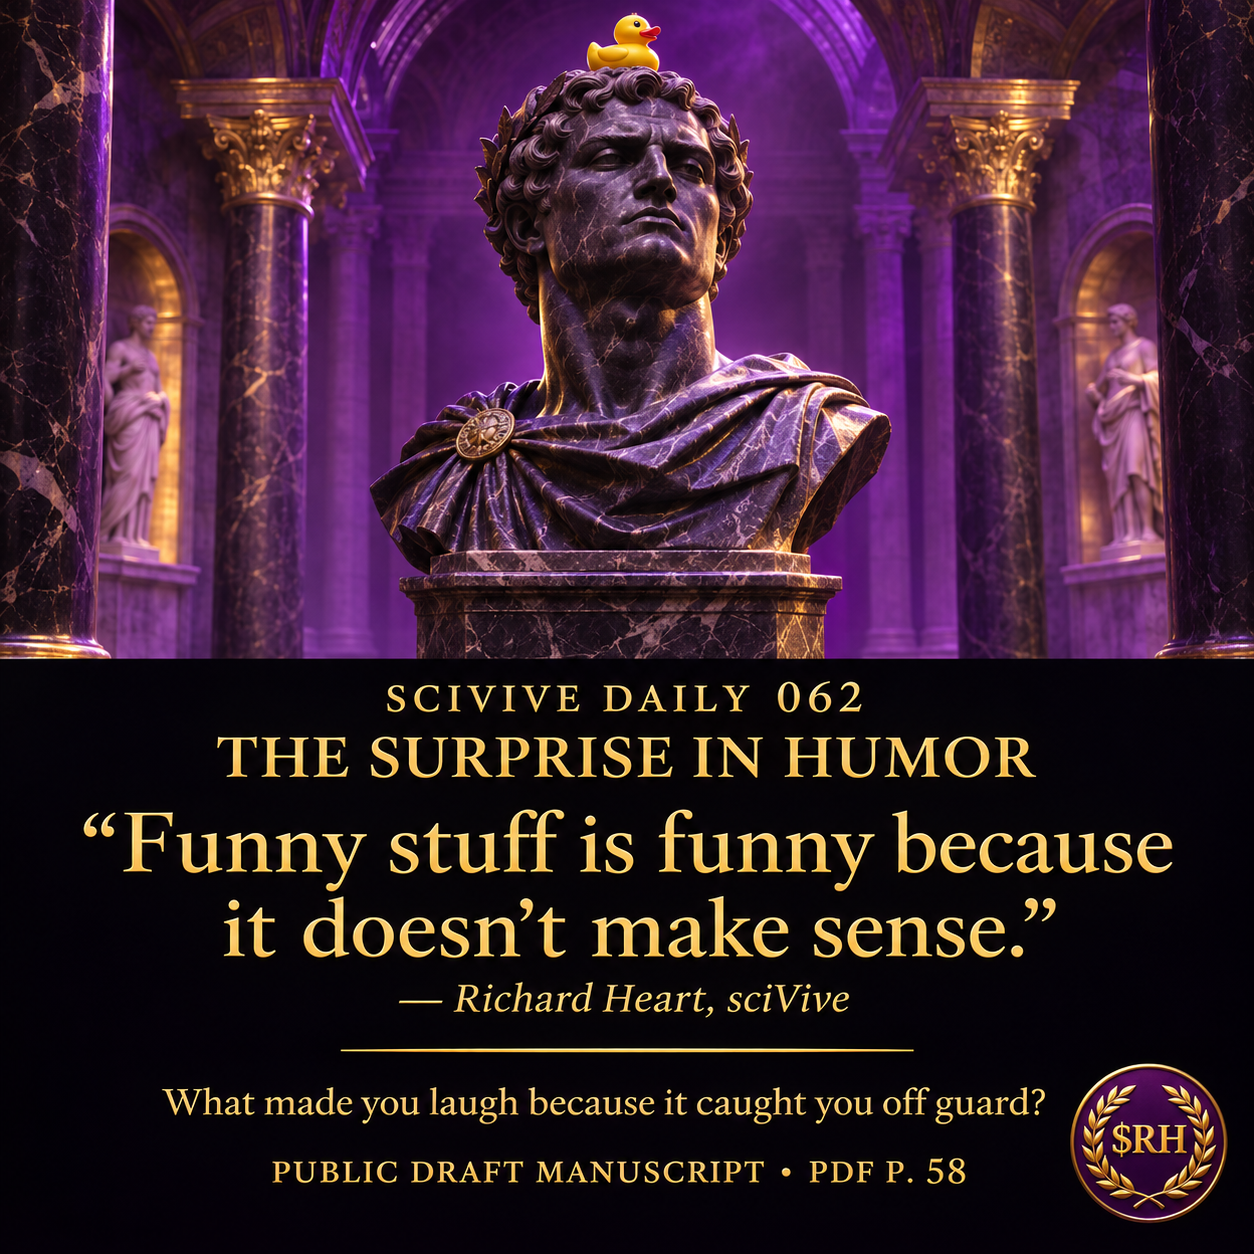 SCIVIVE DAILY 062
THE SURPRISE IN HUMOR
“Funny stuff is funny because
it doesn’t make sense.”
— Richard Heart, sciVive
What made you laugh because it caught you off guard?
PUBLIC DRAFT MANUSCRIPT • PDF P. 58
$RH